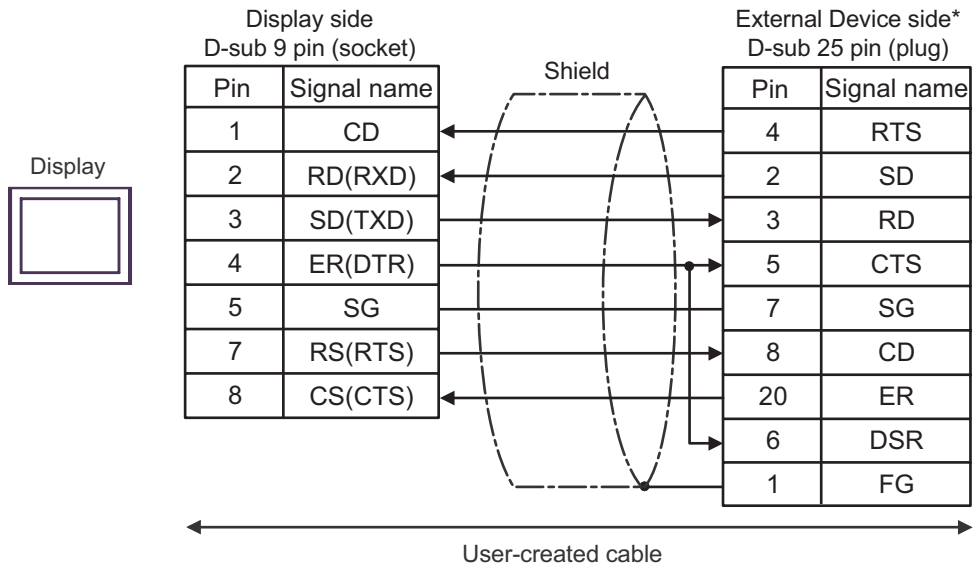 Display side
D-sub 9 pin (socket)
External Device side*
D-sub 25 pin (plug)
Shield
Display
Pin Signal name
1 CD
2 RD(RXD)
3 SD(TXD)
4 ER(DTR)
5 SG
7 RS(RTS)
8 CS(CTS)
Pin Signal name
4 RTS
2 SD
3 RD
5 CTS
7 SG
8 CD
20 ER
6 DSR
1 FG
User-created cable